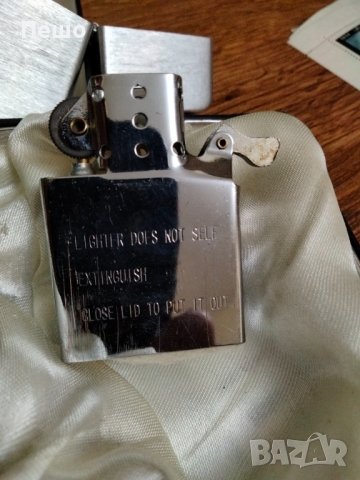 Пешо
LIGHTER DOES NOT SELF
EXTINGUISH
CLOSE LID TO PUT IT OUT
BAZAR